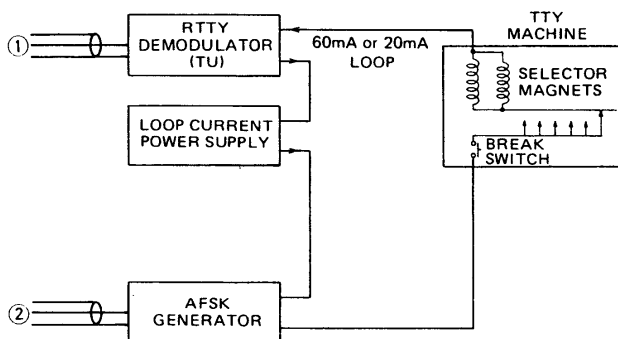 1
RTTY
DEMODULATOR
(TU)
60mA or 20mA
LOOP
TTY
MACHINE
SELECTOR
MAGNETS
LOOP CURRENT
POWER SUPPLY
BREAK
SWITCH
2
AFSK
GENERATOR